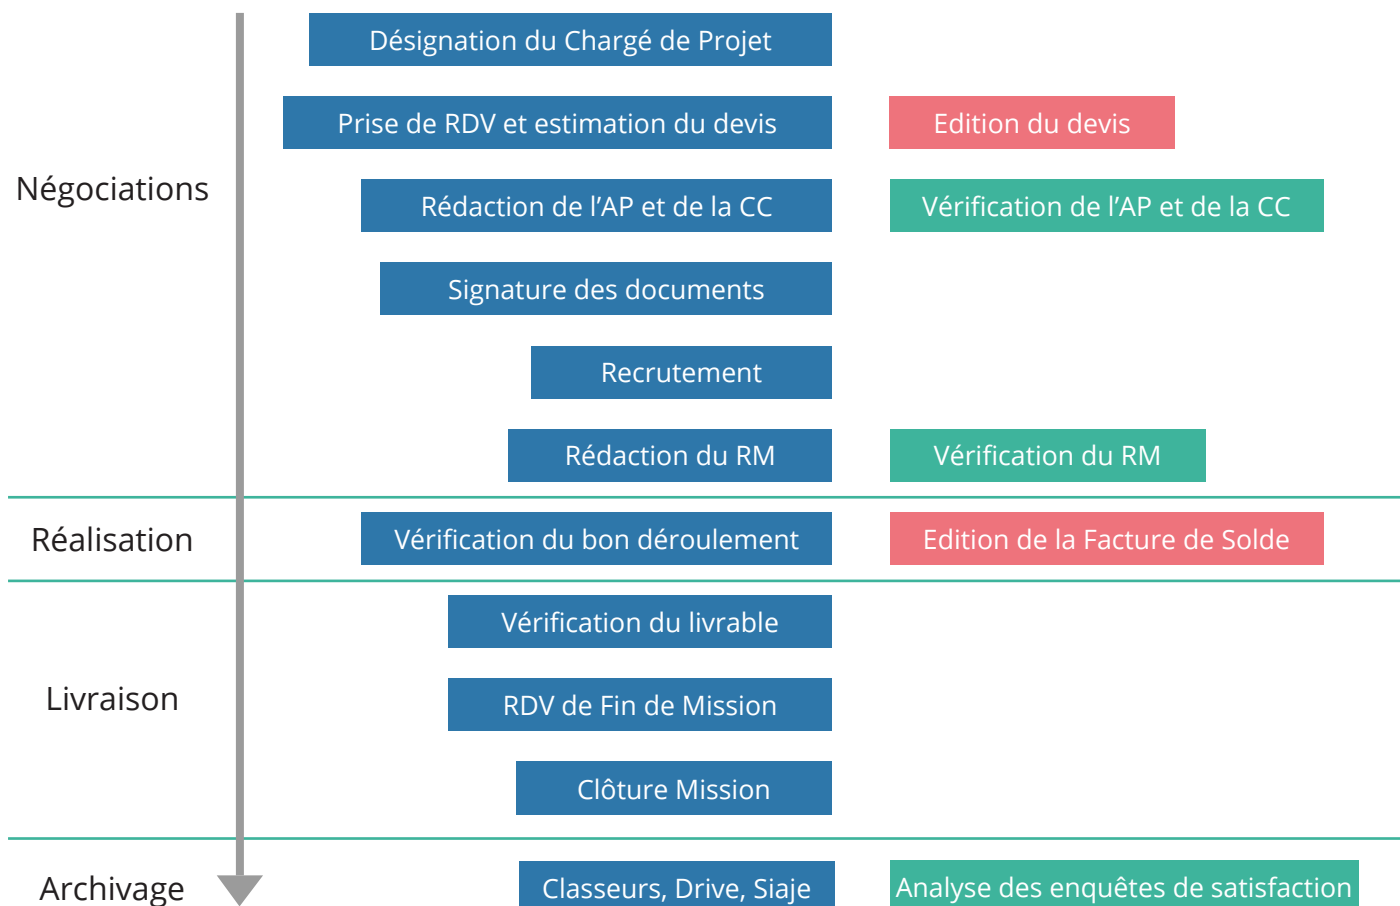 Désignation du Chargé de Projet
Prise de RDV et estimation du devis
Edition du devis
Négociations
Rédaction de l'AP et de la CC
Vérification de l'AP et de la CC
Signature des documents
Recrutement
Rédaction du RM
Vérification du RM
Réalisation
Vérification du bon déroulement
Edition de la Facture de Solde
Vérification du livrable
Livraison
RDV de Fin de Mission
Clôture Mission
Archivage
Classeurs, Drive, Siaje
Analyse des enquêtes de satisfaction